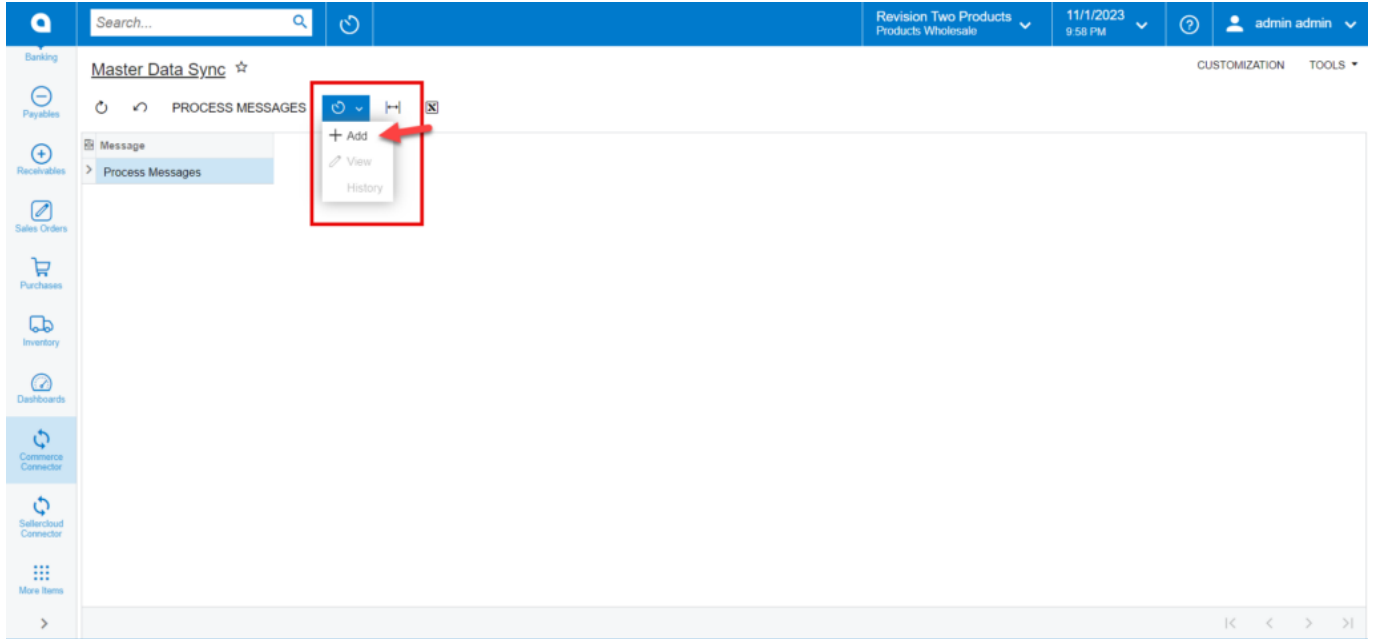 Search...
Revision Two Products
Products Wholesale
11/1/2023
9:58 PM
admin admin
Banking
Payables
Receivables
Sales Orders
Purchases
Inventory
Dashboards
Commerce
Connector
Sellercloud
Connector
More Items
Master Data Sync
CUSTOMIZATION TOOLS
PROCESS MESSAGES
Add
View
History
Message
Process Messages